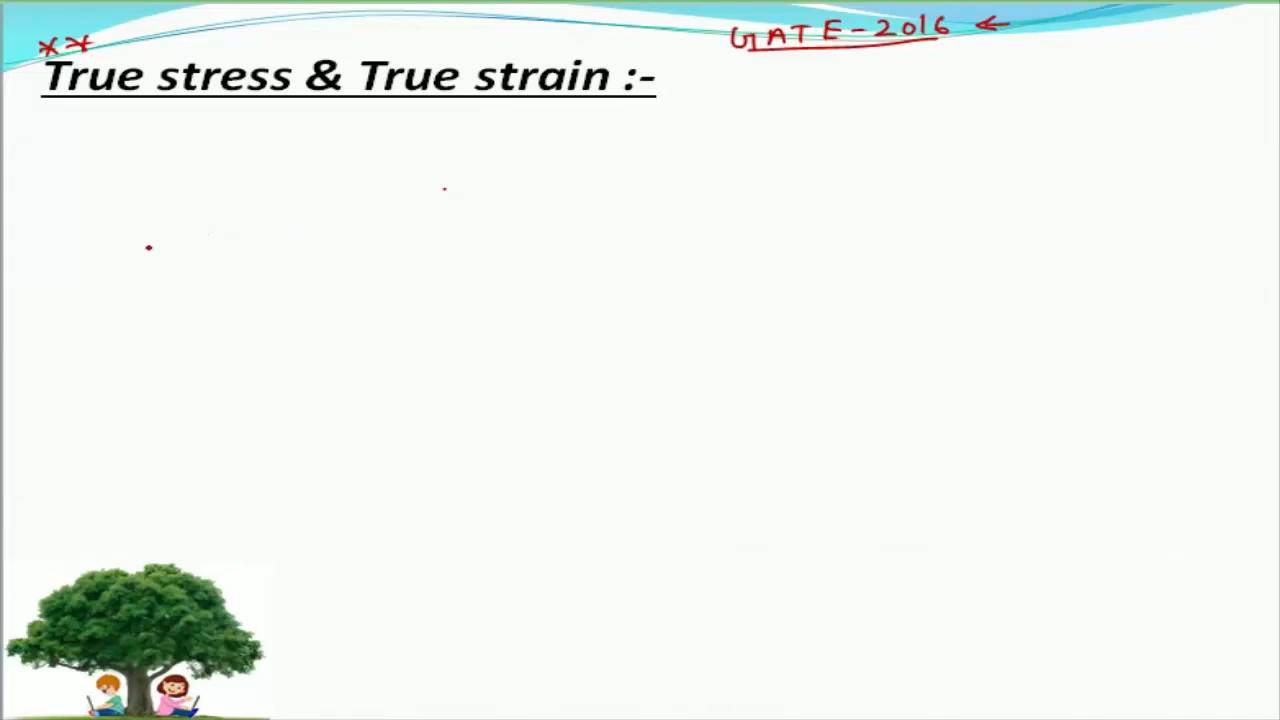 GATE-2016 ←
** True stress & True strain :-